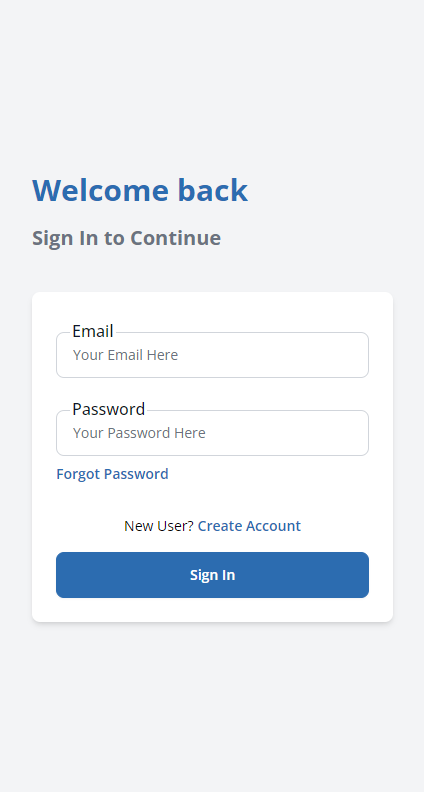 Welcome back
Sign In to Continue
Email
Your Email Here
Password
Your Password Here
Forgot Password
New User? Create Account
Sign In